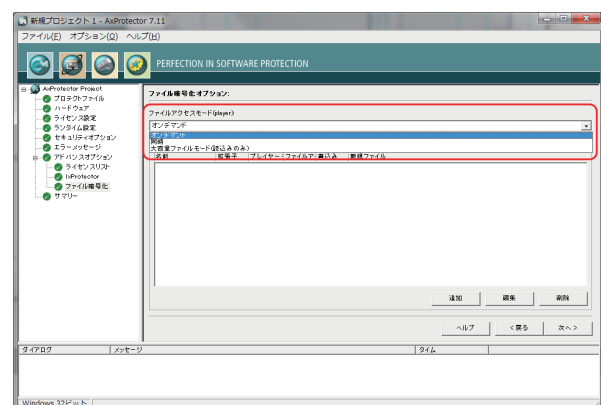 新規プロジェクト 1 - AxProtector 7.11
ファイル(F) オプション(O) ヘルプ(H)
PERFECTION IN SOFTWARE PROTECTION
AxProtector Project
プロテクトファイル
ハードウェア
ライセンス設定
ランタイム設定
セキュリティオプション
エラーメッセージ
アドバンスオプション
ライセンスリスト
IxProtector
ファイル暗号化
サマリー
ファイル暗号化オプション:
ファイルアクセスモード(player):
オンデマンド
オンデマンド
同時
大容量ファイルモード(読込みのみ)
名前 拡張子 プレイヤー ファイルア 書込み 新規ファイル
追加 編集 削除
ヘルプ < 戻る 次へ >
ダイアログ メッセージ タイム
Windows 32ビット